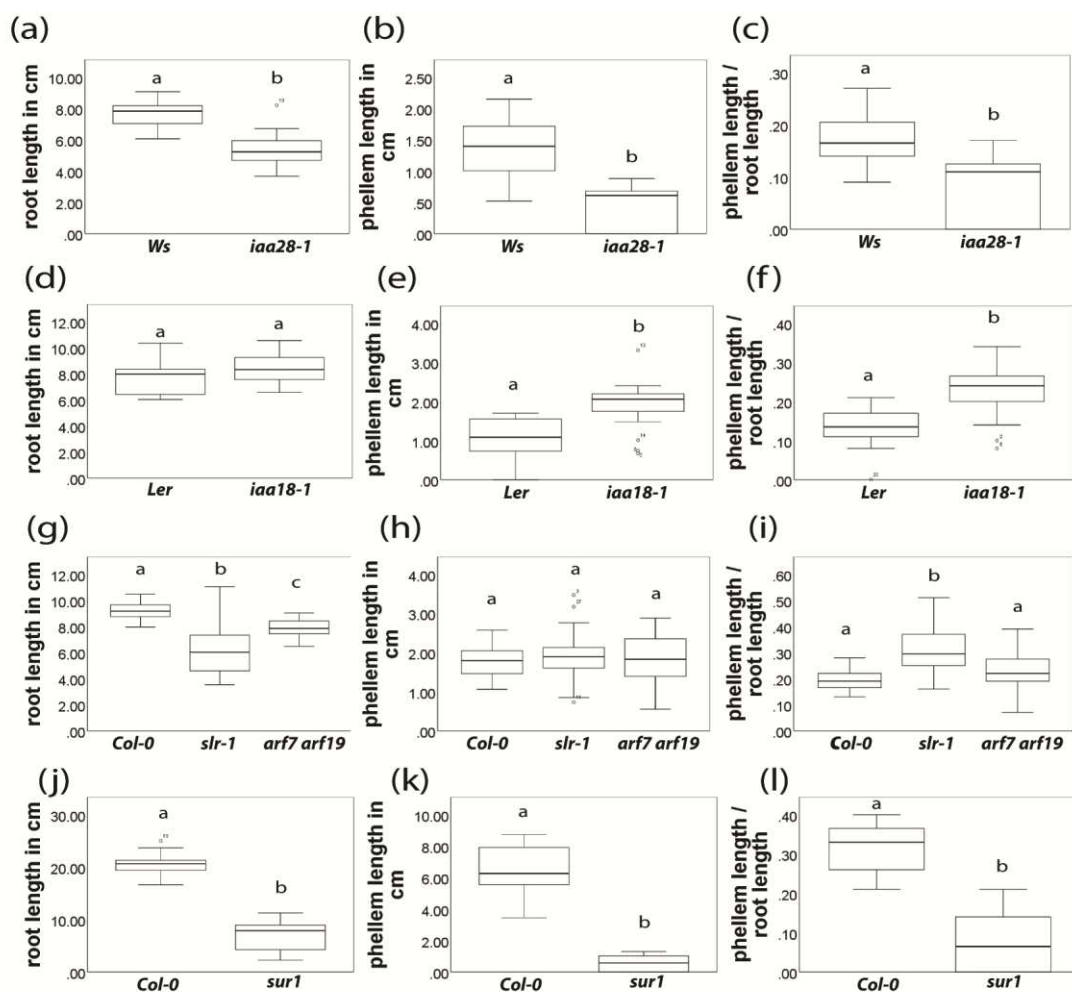 (a)
root length in cm
10.00
8.00
6.00
4.00
2.00
.00
a
b
Ws
iaa28-1
(b)
phellem length in
cm
2.50
2.00
1.50
1.00
.50
.00
a
b
Ws
iaa28-1
(c)
phellem length /
root length
.30
.20
.10
.00
a
b
Ws
iaa28-1
(d)
root length in cm
12.00
10.00
8.00
6.00
4.00
2.00
.00
a
a
Ler
iaa18-1
(e)
phellem length in
cm
4.00
3.00
2.00
1.00
.00
a
b
Ler
iaa18-1
(f)
phellem length /
root length
.40
.30
.20
.10
.00
a
b
Ler
iaa18-1
(g)
root length in cm
12.00
10.00
8.00
6.00
4.00
2.00
.00
a
b
c
Col-0
slr-1
arf7 arf19
(h)
phellem length in
cm
4.00
3.00
2.00
1.00
.00
a
a
a
Col-0
slr-1
arf7 arf19
(i)
phellem length /
root length
.60
.50
.40
.30
.20
.10
.00
a
b
a
Col-0
slr-1
arf7 arf19
(j)
root length in cm
30.00
20.00
10.00
.00
a
b
Col-0
sur1
(k)
phellem length in
cm
10.00
8.00
6.00
4.00
2.00
.00
a
b
Col-0
sur1
(l)
phellem length /
root length
.40
.30
.20
.10
.00
a
b
Col-0
sur1